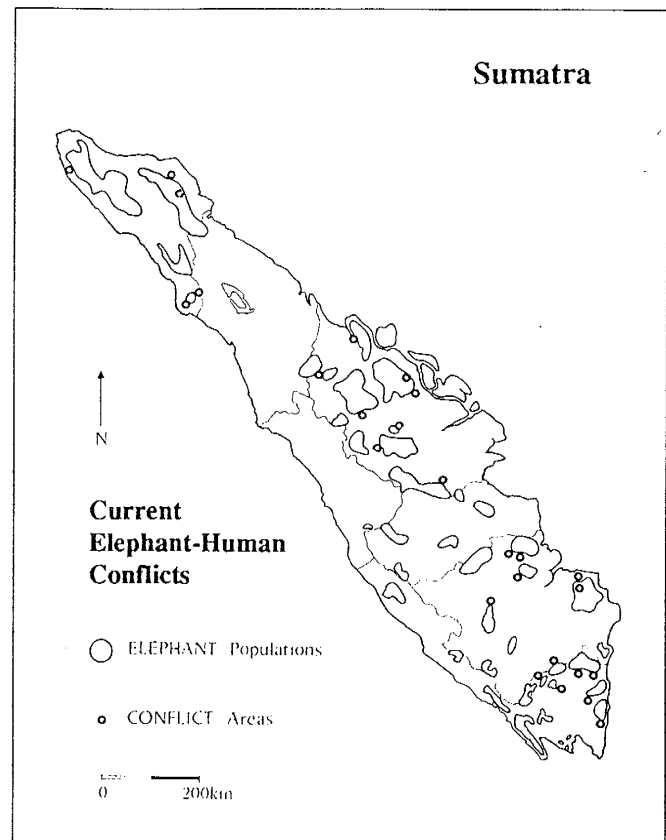 Sumatra
N
Current
Elephant-Human
Conflicts
ELEPHANT Populations
CONFLICT Areas
0 200km